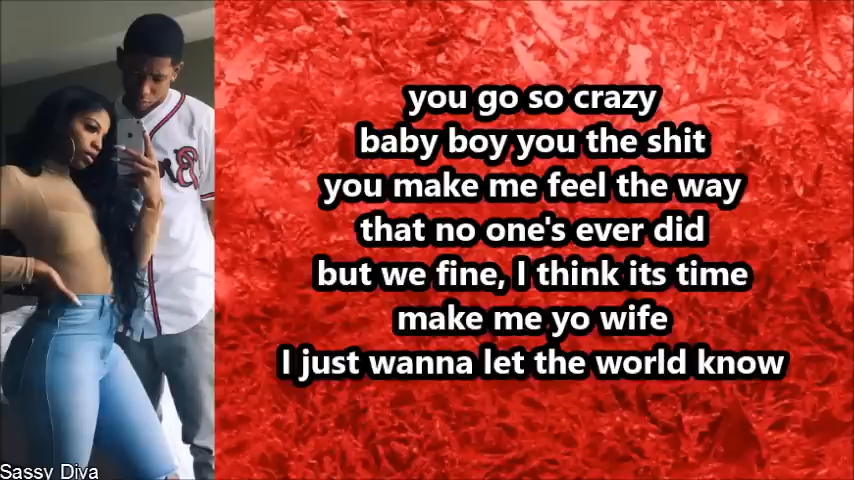 you go so crazy
baby boy you the shit
you make me feel the way
that no one's ever did
but we fine, I think its time
make me yo wife
I just wanna let the world know
Sassy Diva